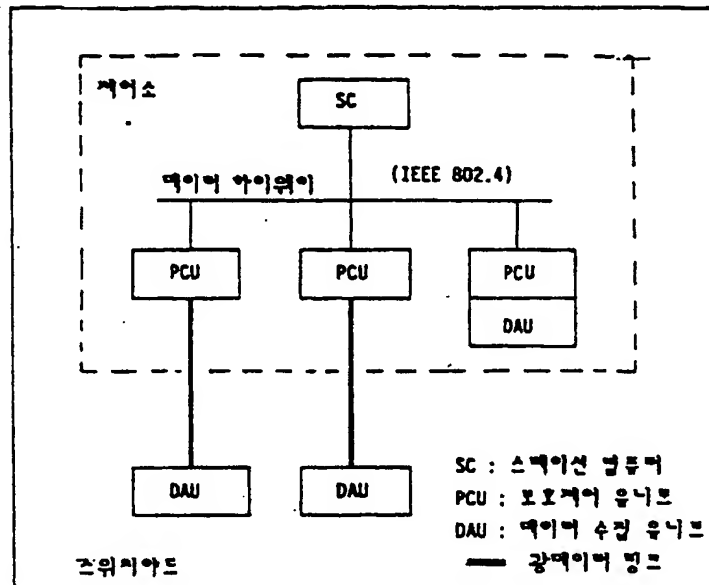 제어소
SC
데이터 하이웨이 (IEEE 802.4)
PCU PCU PCU
DAU
DAU DAU
SC : 스테이션 컴퓨터
PCU : 보호제어 유니트
DAU : 데이터 수집 유니트
광데이터 링크
스위치야드